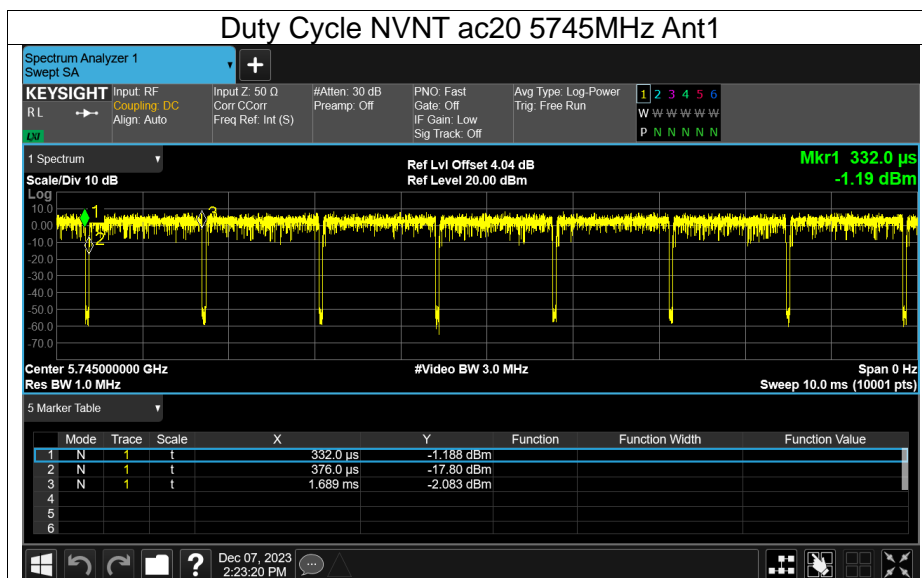 Duty Cycle NVNT ac20 5745MHz Ant1
Spectrum Analyzer 1
Swept SA
+
KEYSIGHT Input: RF Input Z: 50 Ω #Atten: 30 dB PNO: Fast Avg Type: Log-Power 1 2 3 4 5 6
R L Coupling: DC Corr CCorr Preamp: Off Gate: Off Trig: Free Run W W W W W W
Align: Auto Freq Ref: Int (S) IF Gain: Low P N N N N N
LXI Sig Track: Off
1 Spectrum Ref Lvl Offset 4.04 dB Mkr1 332.0 µs
Scale/Div 10 dB Ref Level 20.00 dBm -1.19 dBm
Log
10.0
0.00
-10.0
-20.0
-30.0
-40.0
-50.0
-60.0
-70.0
1
2
3
Center 5.745000000 GHz #Video BW 3.0 MHz Span 0 Hz
Res BW 1.0 MHz Sweep 10.0 ms (10001 pts)
5 Marker Table
Mode Trace Scale X Y Function Function Width Function Value
1 N 1 t 332.0 µs -1.188 dBm
2 N 1 t 376.0 µs -17.80 dBm
3 N 1 t 1.689 ms -2.083 dBm
4
5
6
? Dec 07, 2023
2:23:20 PM